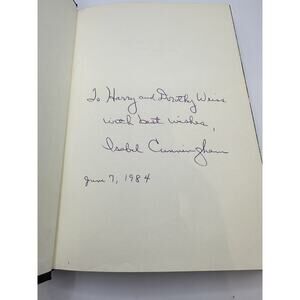 To Harry and Dorothy Weiss
with best wishes,
Isabel Cunningham
June 7, 1984